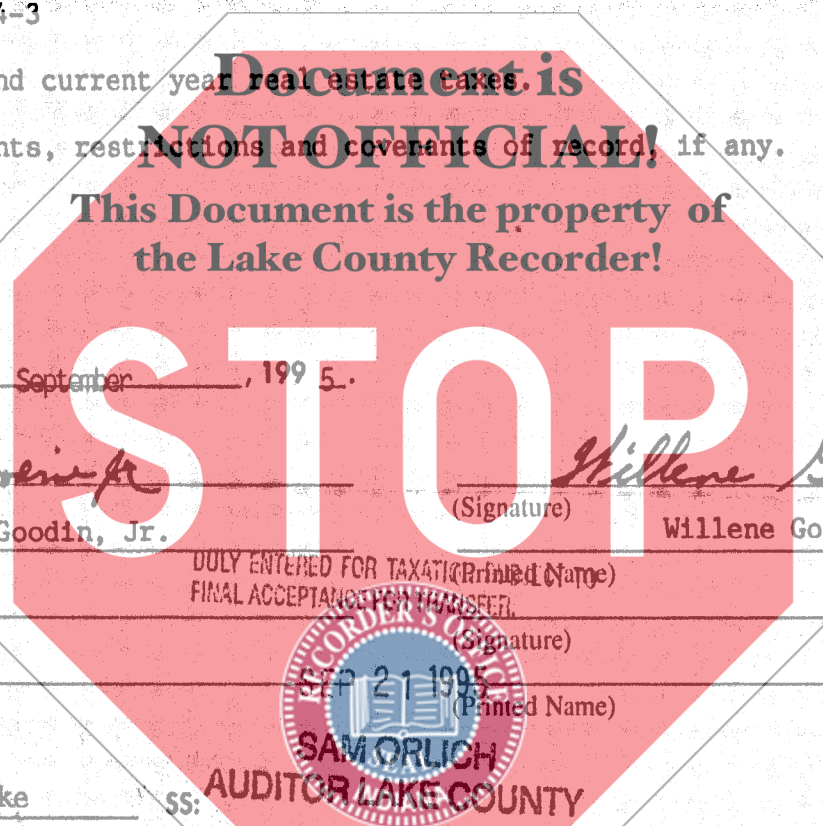 4-3
Document is
nd current year real estate taxes.
NOT OFFICIAL!
nts, restrictions and covenants of record, if any.
This Document is the property of
the Lake County Recorder!
STOP
September, 1995.
Willene G
(Signature)
Goodin, Jr.
Willene Go
DULY ENTERED FOR TAXATION SUBJECT TO
(Printed Name)
FINAL ACCEPTANCE FOR TRANSFER.
(Signature)
RECORDER'S OFFICE
SEP 21 1995
(Printed Name)
SEAL
SAM ORLICH
AUDITOR LAKE COUNTY
ke SS: